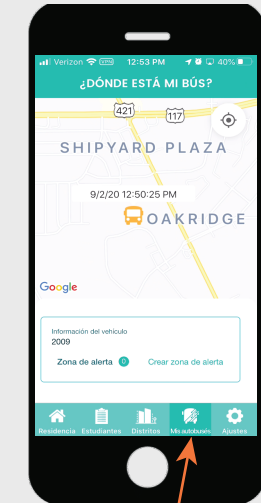 Verizon VPN 12:53 PM 40%
¿DÓNDE ESTÁ MI BÚS?
421
117
SHIPYARD PLAZA
9/2/20 12:50:25 PM
OAKRIDGE
Google
Información del vehículo
2009
Zona de alerta 0 Crear zona de alerta
Residencia Estudiantes Distritos Mis autobusés Ajustes